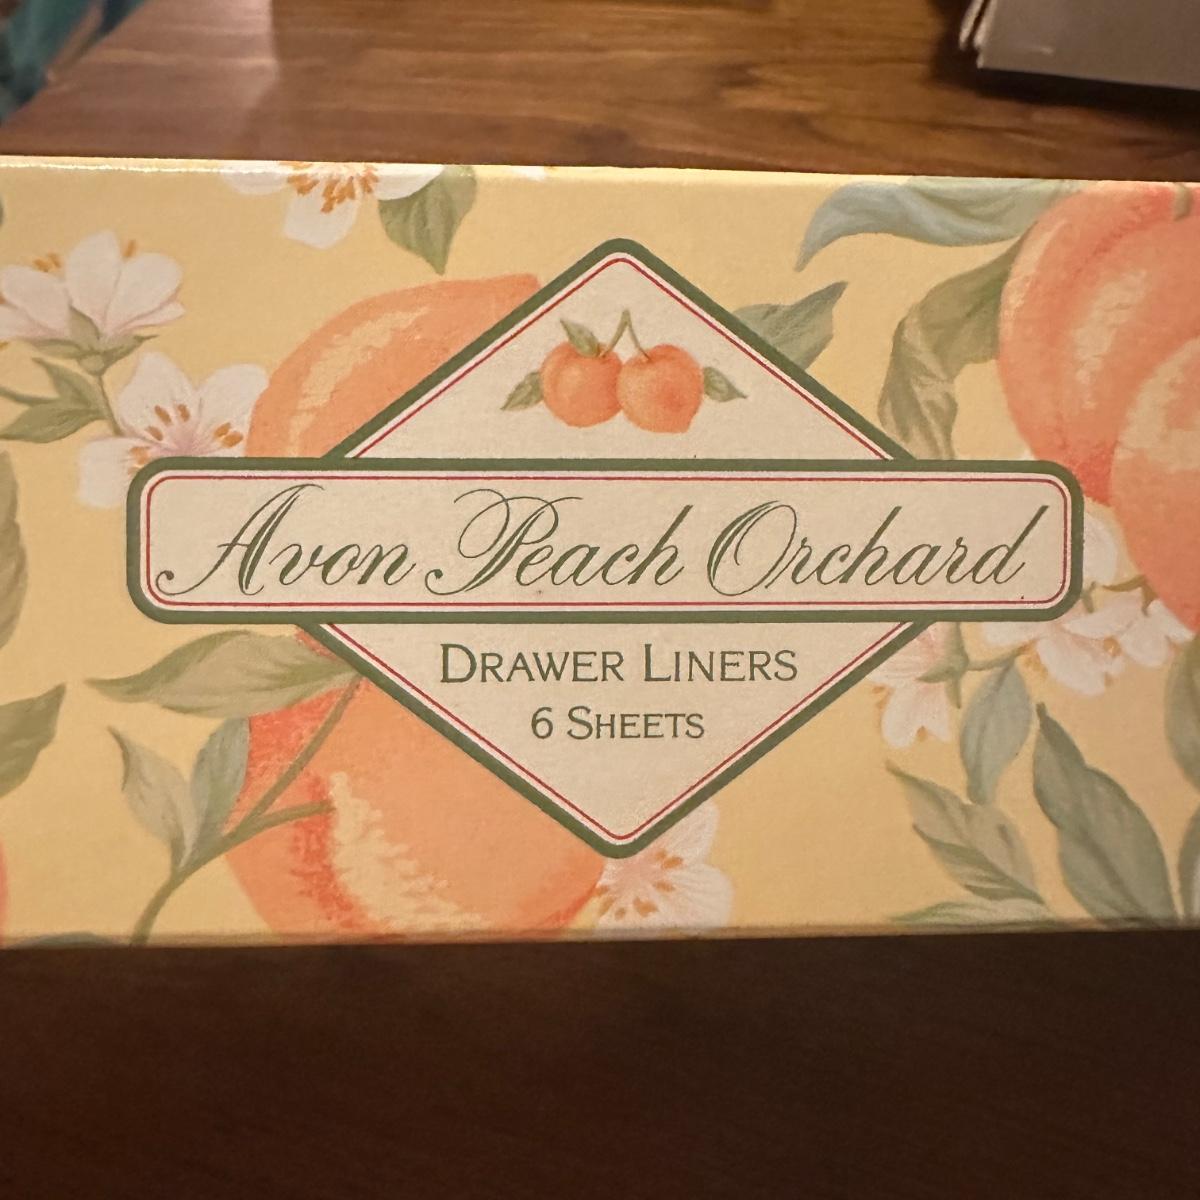 Avon Peach Orchard
DRAWER LINERS
6 SHEETS